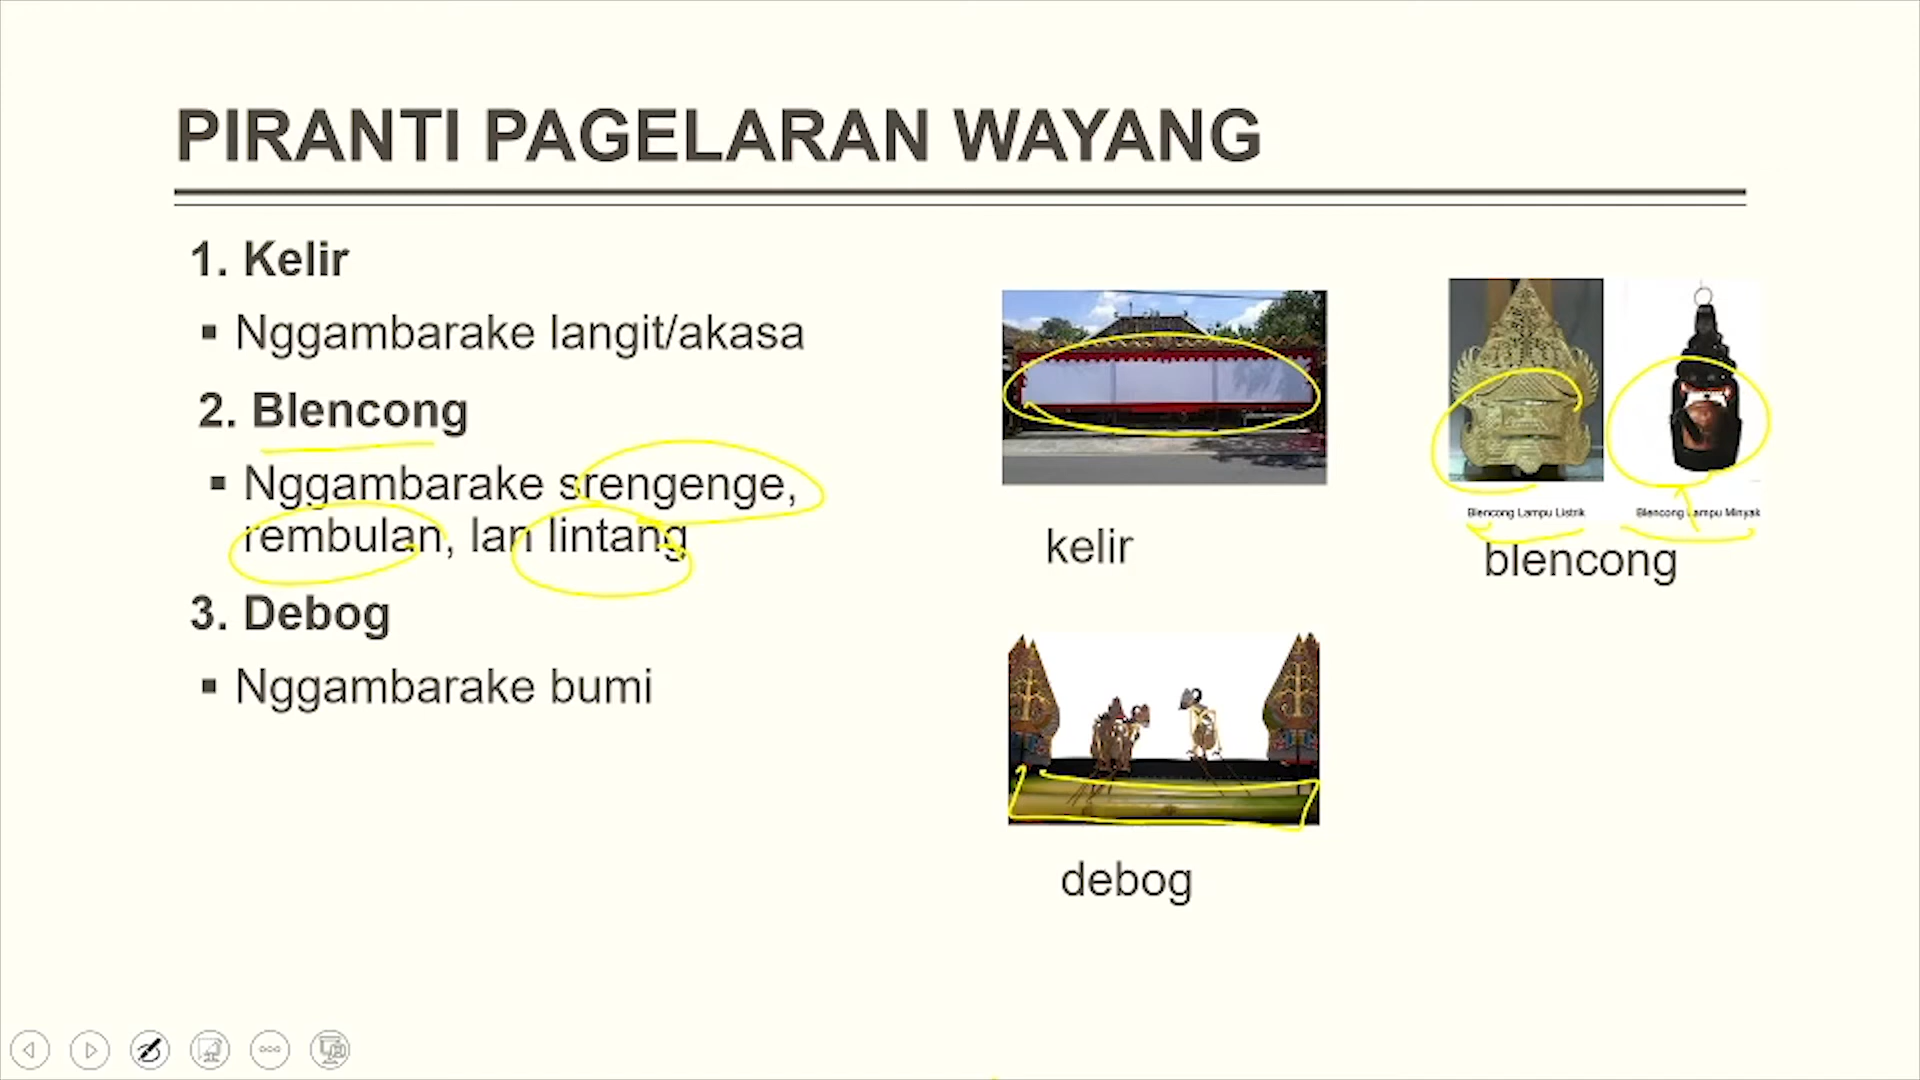 PIRANTI PAGELARAN WAYANG
1. Kelir
▪ Nggambarake langit/akasa
2. Blencong
▪ Nggambarake srengenge,
rembulan, lan lintang
3. Debog
▪ Nggambarake bumi
kelir
Blencong Lampu Listrik
Blencong Lampu Minyak
blencong
debog